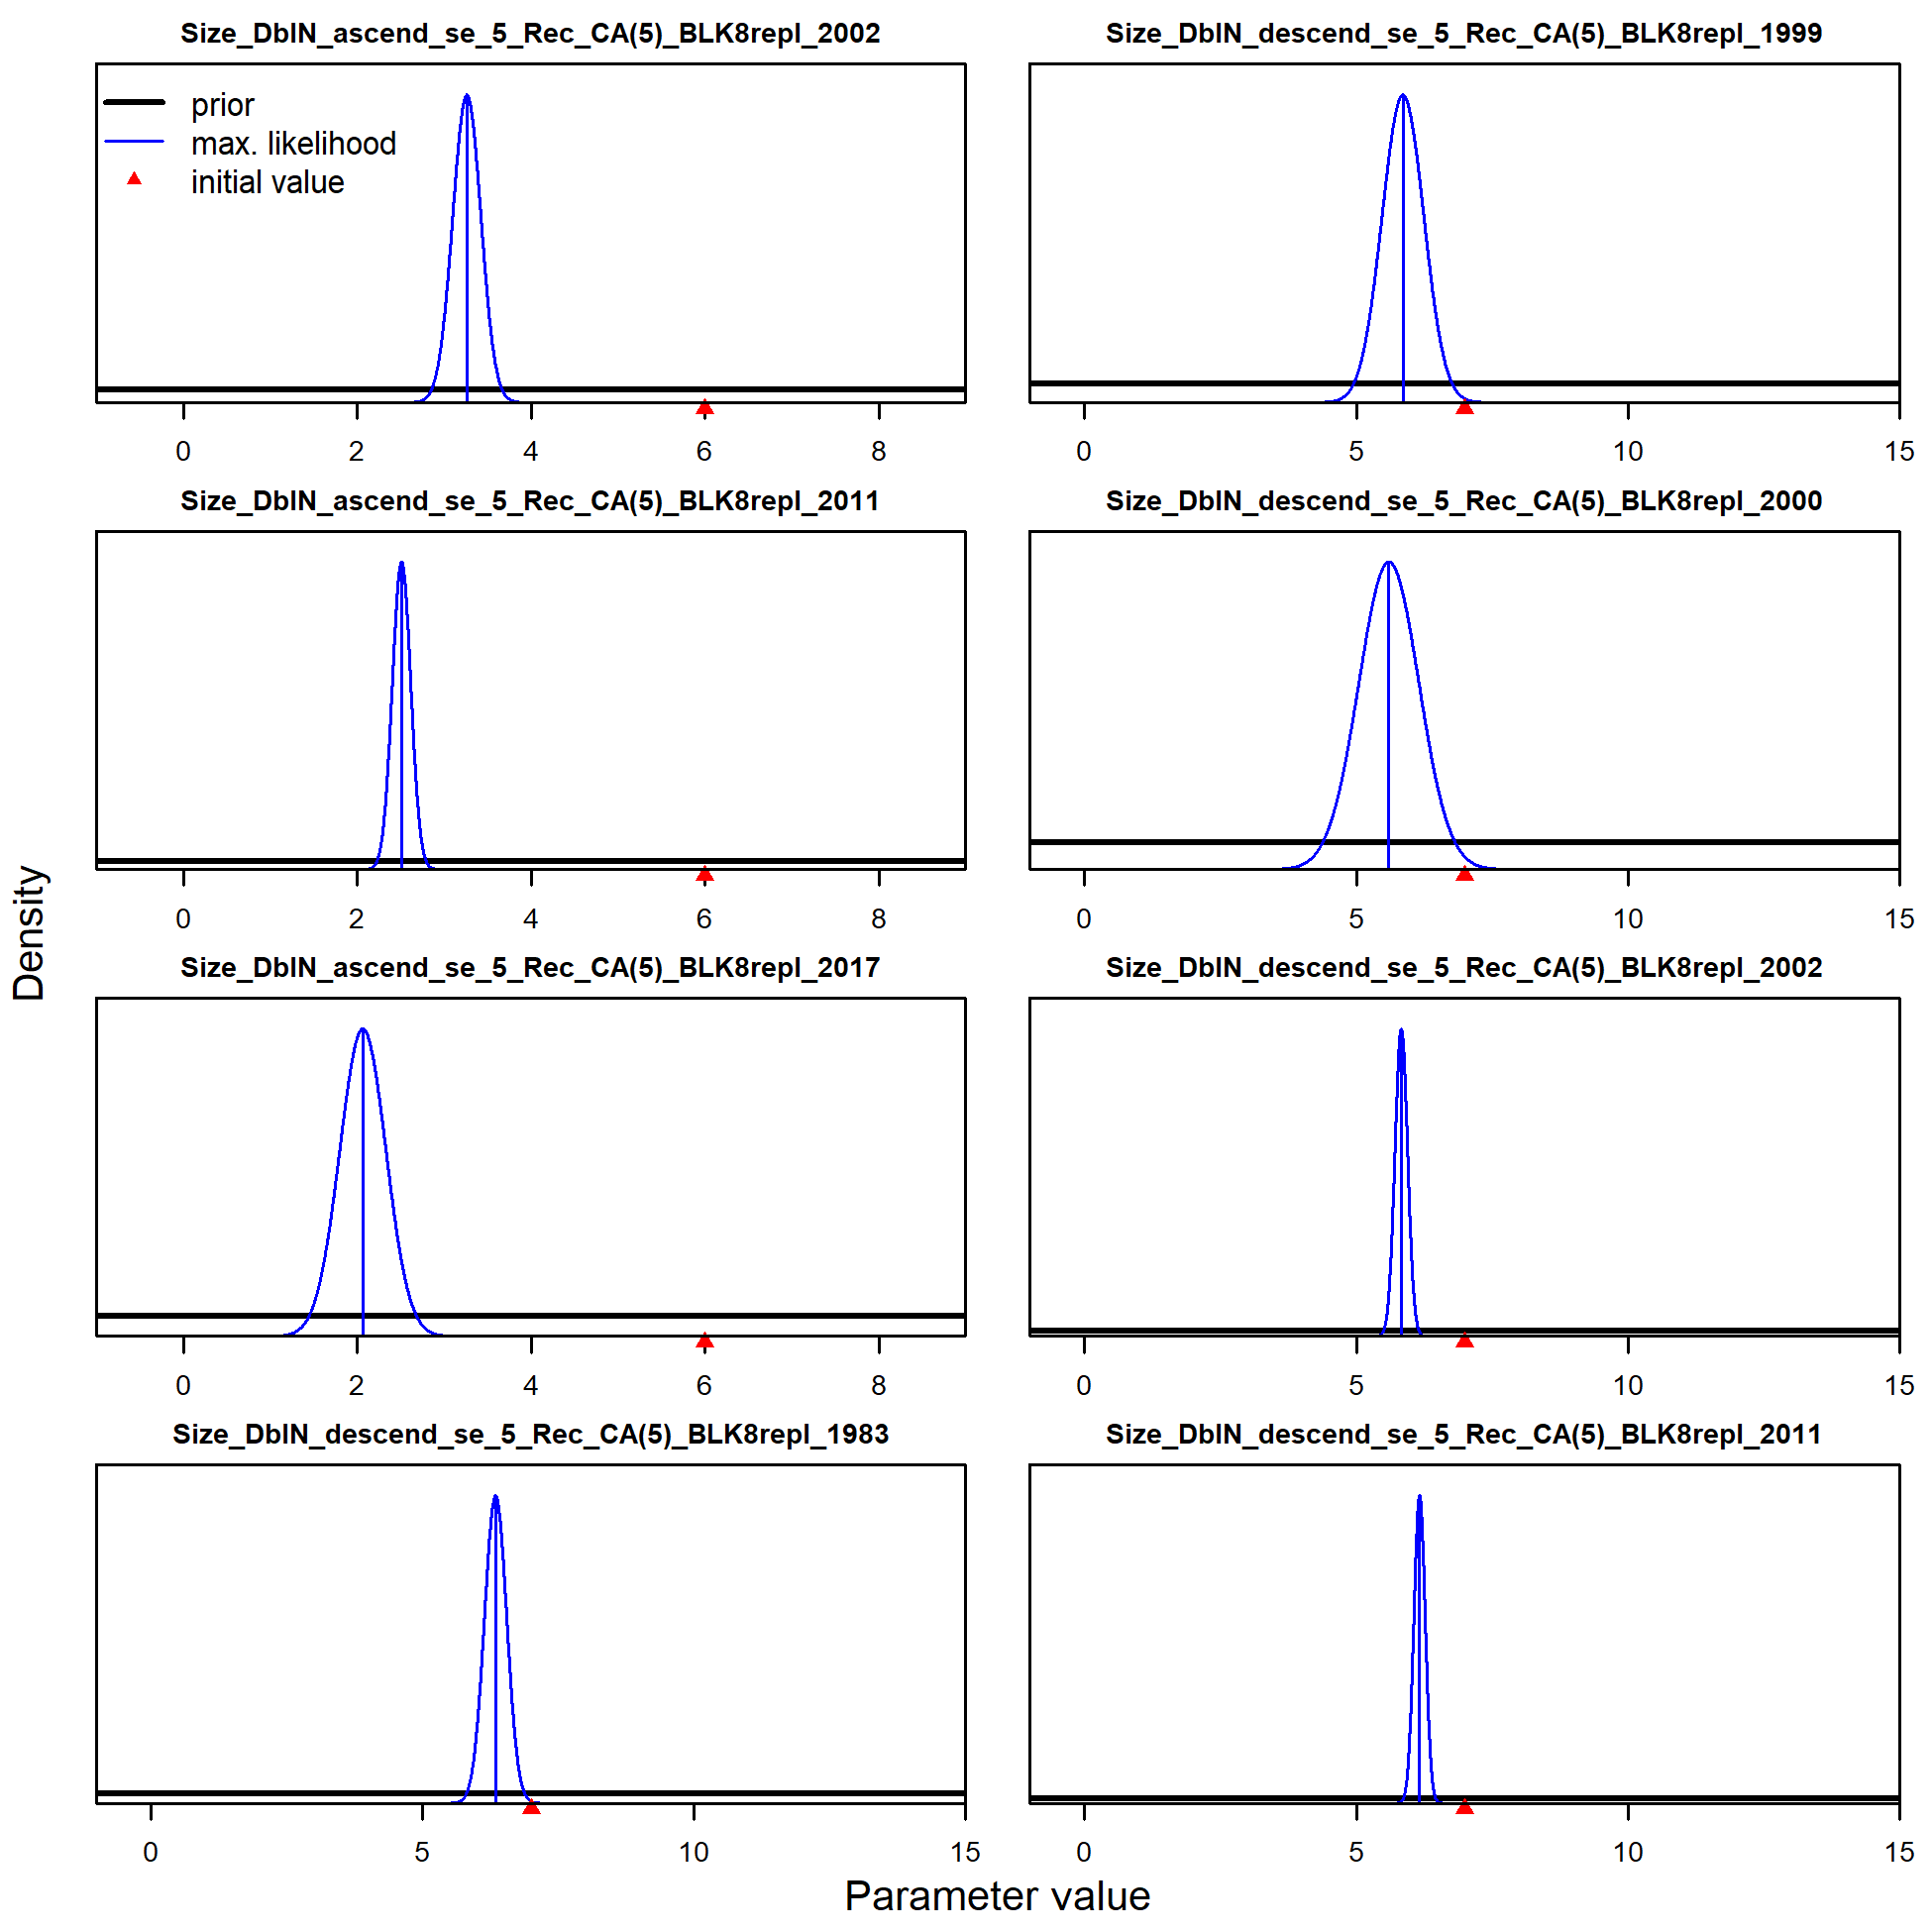 Size_DblN_ascend_se_5_Rec_CA(5)_BLK8repl_2002
prior
max. likelihood
initial value
0 2 4 6 8
Size_DblN_descend_se_5_Rec_CA(5)_BLK8repl_1999
0 5 10 15
Size_DblN_ascend_se_5_Rec_CA(5)_BLK8repl_2011
0 2 4 6 8
Size_DblN_descend_se_5_Rec_CA(5)_BLK8repl_2000
0 5 10 15
Size_DblN_ascend_se_5_Rec_CA(5)_BLK8repl_2017
0 2 4 6 8
Size_DblN_descend_se_5_Rec_CA(5)_BLK8repl_2002
0 5 10 15
Size_DblN_descend_se_5_Rec_CA(5)_BLK8repl_1983
0 5 10 15
Size_DblN_descend_se_5_Rec_CA(5)_BLK8repl_2011
0 5 10 15
Density
Parameter value